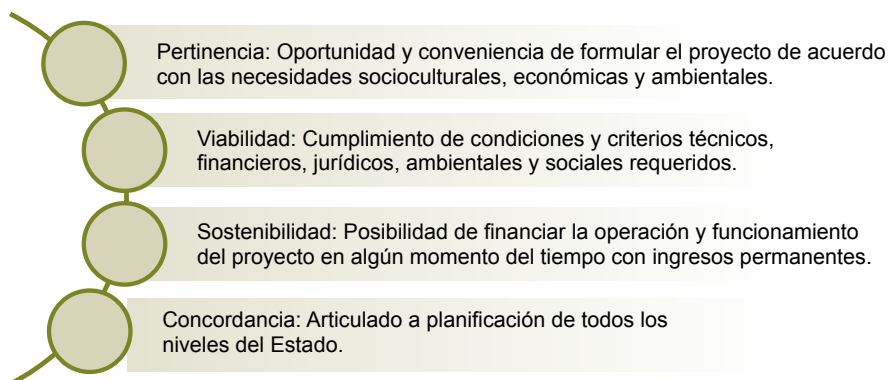 Pertinencia: Oportunidad y conveniencia de formular el proyecto de acuerdo
con las necesidades socioculturales, económicas y ambientales.
Viabilidad: Cumplimiento de condiciones y criterios técnicos,
financieros, jurídicos, ambientales y sociales requeridos.
Sostenibilidad: Posibilidad de financiar la operación y funcionamiento
del proyecto en algún momento del tiempo con ingresos permanentes.
Concordancia: Articulado a planificación de todos los
niveles del Estado.